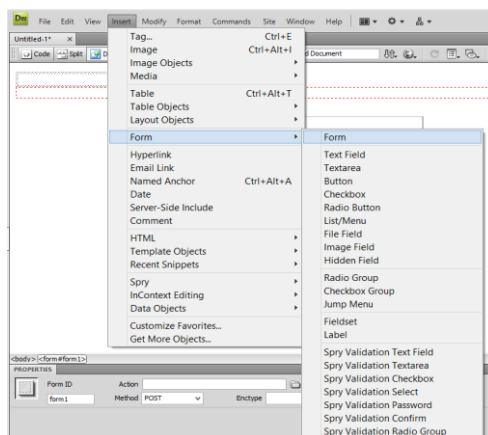 Dw File Edit View Insert Modify Format Commands Site Window Help
Untitled-1* ×
Code Split D
d Document
Tag... Ctrl+E
Image Ctrl+Alt+I
Image Objects
Media
Table Ctrl+Alt+T
Table Objects
Layout Objects
Form
Hyperlink
Email Link
Named Anchor Ctrl+Alt+A
Date
Server-Side Include
Comment
HTML
Template Objects
Recent Snippets
Spry
InContext Editing
Data Objects
Customize Favorites...
Get More Objects...
Form
Text Field
Textarea
Button
Checkbox
Radio Button
List/Menu
File Field
Image Field
Hidden Field
Radio Group
Checkbox Group
Jump Menu
Fieldset
Label
Spry Validation Text Field
Spry Validation Textarea
Spry Validation Checkbox
Spry Validation Select
Spry Validation Password
Spry Validation Confirm
Spry Validation Radio Group
<body> <form#form1>
PROPERTIES
Form ID Action
form1 Method POST Enctype